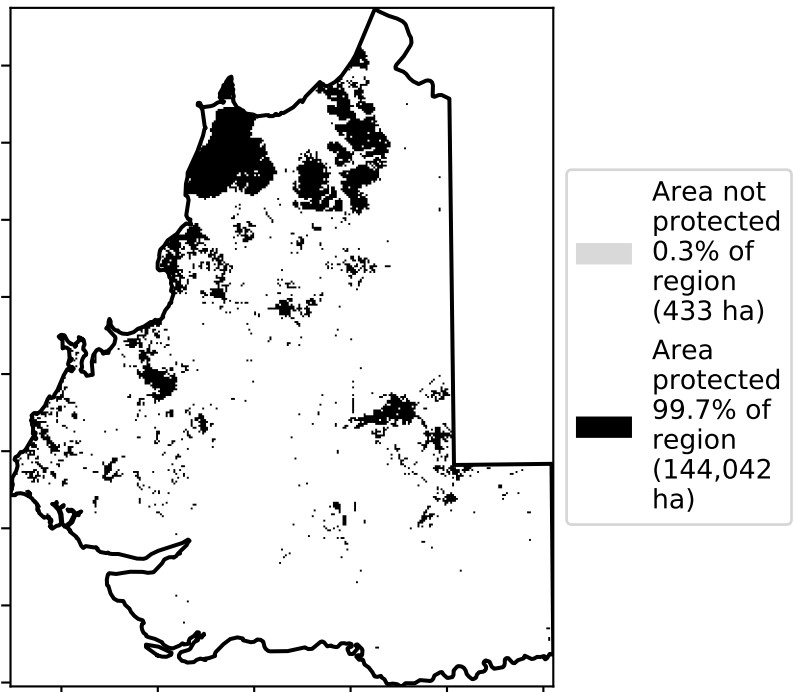 Area not
protected
0.3% of
region
(433 ha)
Area
protected
99.7% of
region
(144,042
ha)